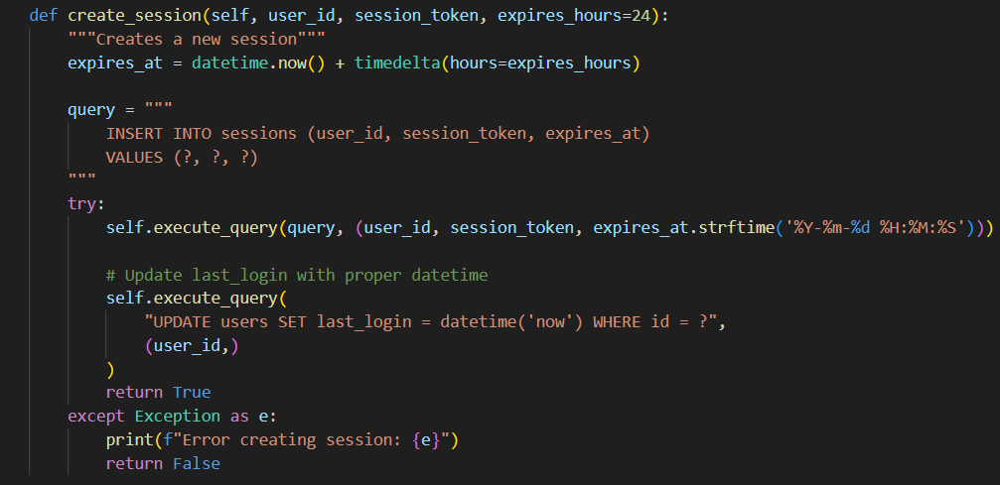 def create_session(self, user_id, session_token, expires_hours=24):
    """Creates a new session"""
    expires_at = datetime.now() + timedelta(hours=expires_hours)

    query = """
        INSERT INTO sessions (user_id, session_token, expires_at)
        VALUES (?, ?, ?)
    """
    try:
        self.execute_query(query, (user_id, session_token, expires_at.strftime('%Y-%m-%d %H:%M:%S')))

        # Update last_login with proper datetime
        self.execute_query(
            "UPDATE users SET last_login = datetime('now') WHERE id = ?",
            (user_id,)
        )
        return True
    except Exception as e:
        print(f"Error creating session: {e}")
        return False